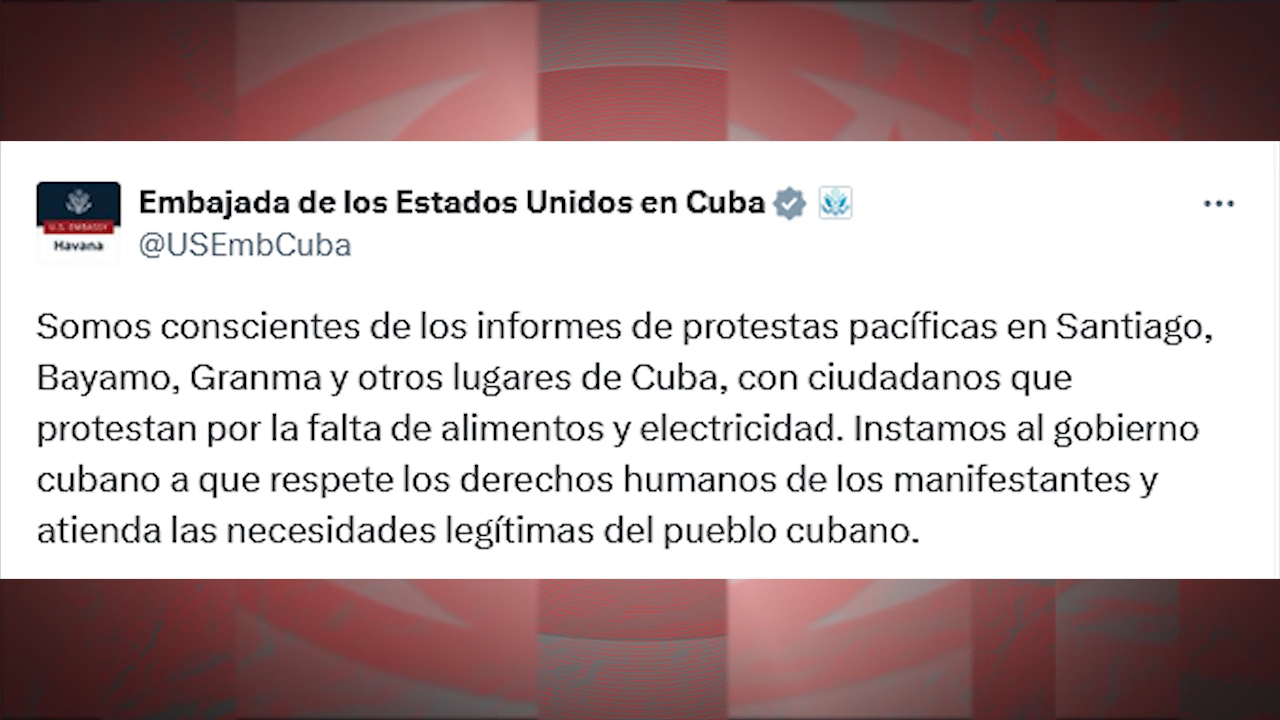 U.S. EMBASSY
Havana
Embajada de los Estados Unidos en Cuba
@USEmbCuba
Somos conscientes de los informes de protestas pacíficas en Santiago,
Bayamo, Granma y otros lugares de Cuba, con ciudadanos que
protestan por la falta de alimentos y electricidad. Instamos al gobierno
cubano a que respete los derechos humanos de los manifestantes y
atienda las necesidades legítimas del pueblo cubano.